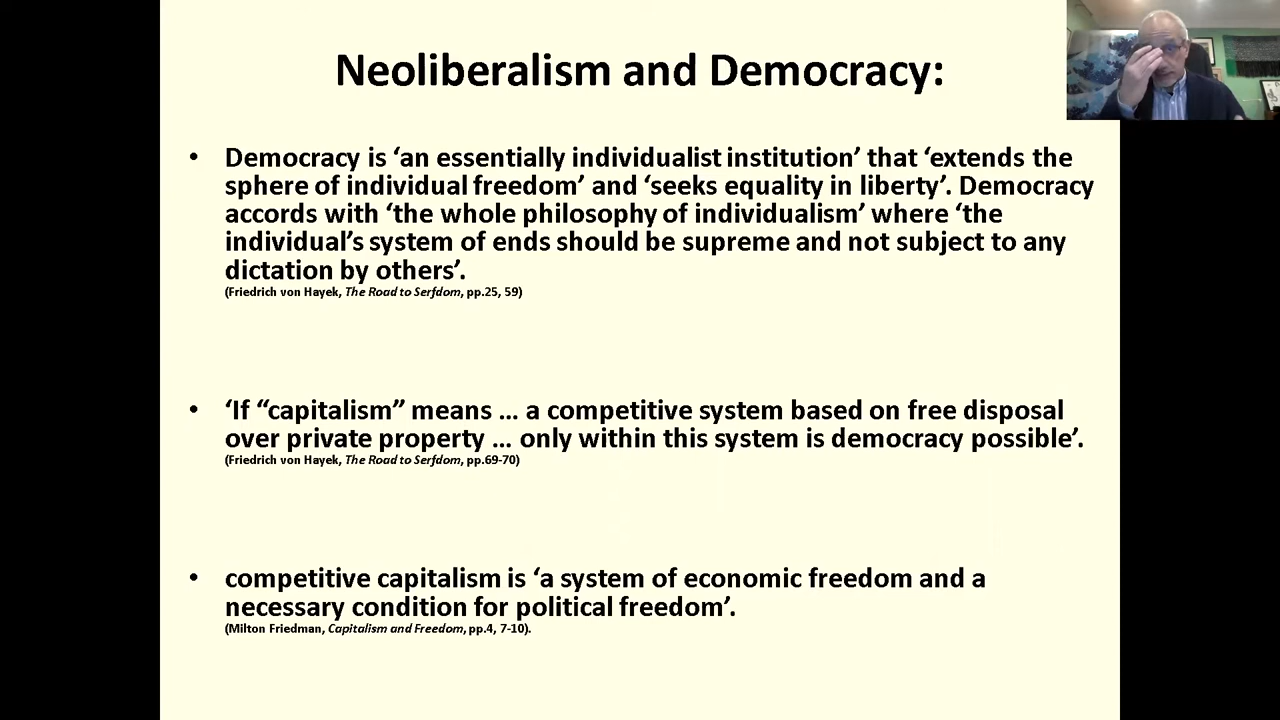 Neoliberalism and Democracy:
• Democracy is ‘an essentially individualist institution’ that ‘extends the
sphere of individual freedom’ and ‘seeks equality in liberty’. Democracy
accords with ‘the whole philosophy of individualism’ where ‘the
individual’s system of ends should be supreme and not subject to any
dictation by others’.
(Friedrich von Hayek, The Road to Serfdom, pp.25, 59)
• ‘If “capitalism” means … a competitive system based on free disposal
over private property … only within this system is democracy possible’.
(Friedrich von Hayek, The Road to Serfdom, pp.69-70)
• competitive capitalism is ‘a system of economic freedom and a
necessary condition for political freedom’.
(Milton Friedman, Capitalism and Freedom, pp.4, 7-10).